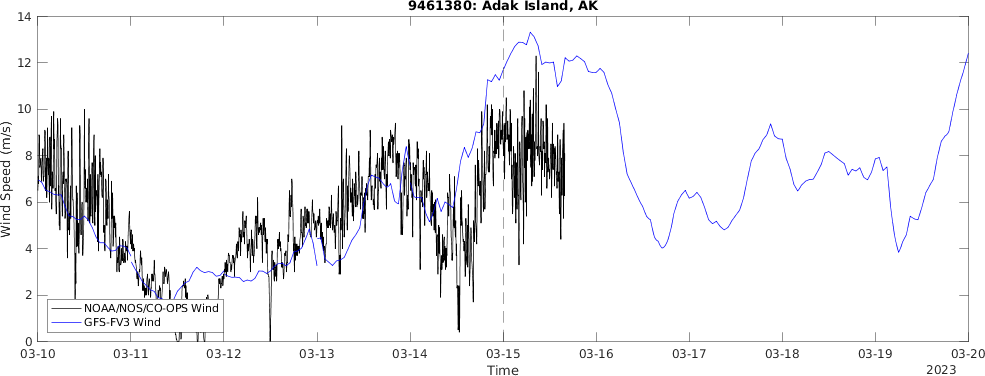 9461380: Adak Island, AK
Wind Speed (m/s)
14
12
10
8
6
4
2
0
NOAA/NOS/CO-OPS Wind
GFS-FV3 Wind
03-10 03-11 03-12 03-13 03-14 03-15 03-16 03-17 03-18 03-19 03-20
Time
2023